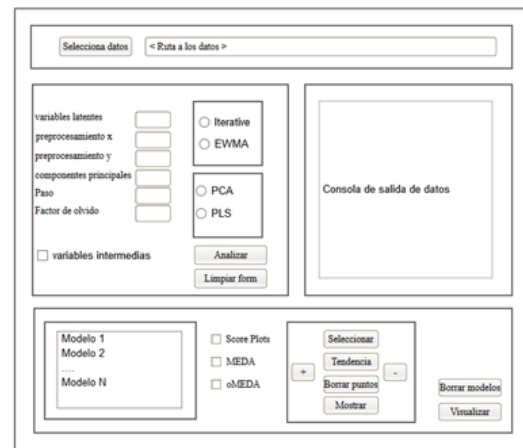 Selecciona datos
< Ruta a los datos >
variables latentes
preprocesamiento x
preprocesamiento y
componentes principales
Paso
Factor de olvido
variables intermedias
Iterative
EWMA
PCA
PLS
Analizar
Limpiar form
Consola de salida de datos
Modelo 1
Modelo 2
....
Modelo N
Score Plots
MEDA
oMEDA
+
Seleccionar
Tendencia
Borrar puntos
Mostrar
-
Borrar modelos
Visualizar